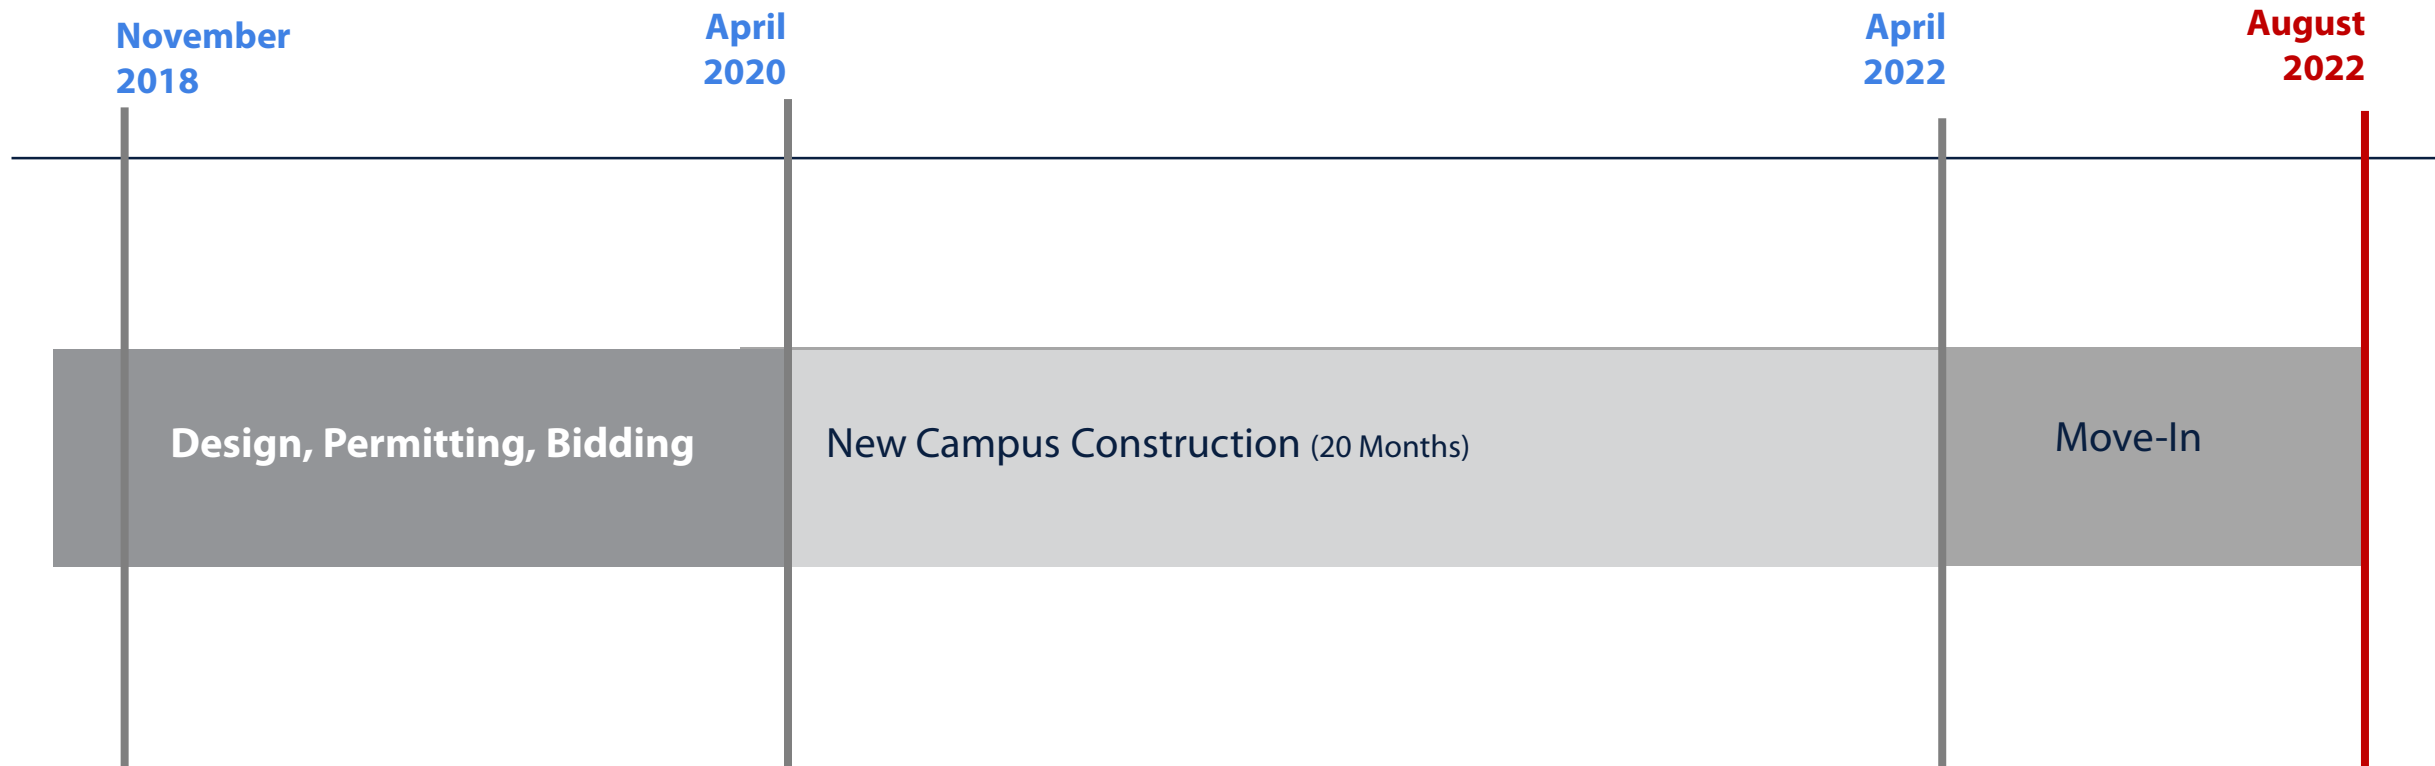 November
2018
April
2020
April
2022
August
2022
Design, Permitting, Bidding
New Campus Construction (20 Months)
Move-In